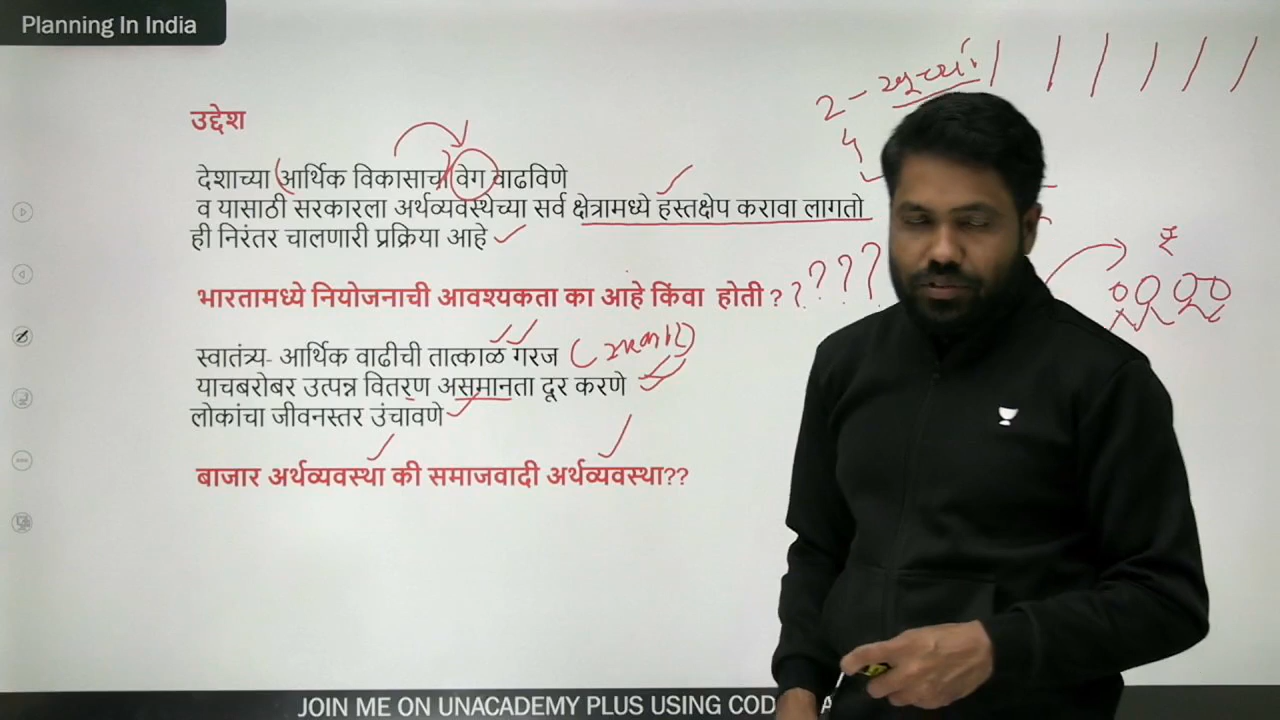 Planning In India
उद्देश
देशाच्या आर्थिक विकासाचा वेग वाढविणे
व यासाठी सरकारला अर्थव्यवस्थेच्या सर्व क्षेत्रामध्ये हस्तक्षेप करावा लागतो
ही निरंतर चालणारी प्रक्रिया आहे
भारतामध्ये नियोजनाची आवश्यकता का आहे किंवा होती ? ? ? ? ?
स्वातंत्र्य- आर्थिक वाढीची तात्काळ गरज (सरकार)
याचबरोबर उत्पन्न वितरण असमानता दूर करणे
लोकांचा जीवनस्तर उंचावणे
बाजार अर्थव्यवस्था की समाजवादी अर्थव्यवस्था??
2 -
₹
JOIN ME ON UNACADEMY PLUS USING COD